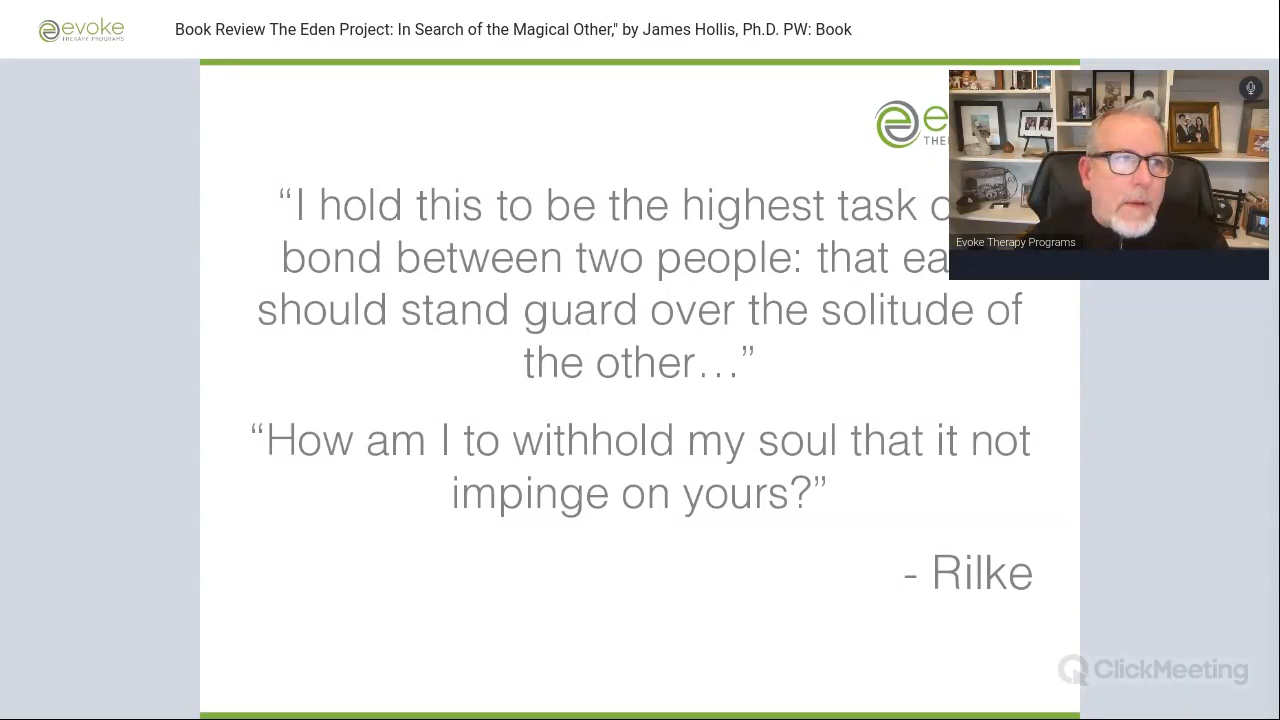 evoke
THERAPY PROGRAMS
Book Review The Eden Project: In Search of the Magical Other," by James Hollis, Ph.D. PW: Book
“I hold this to be the highest task
bond between two people: that
should stand guard over the solitude of
the other…”
“How am I to withhold my soul that it not
impinge on yours?”
- Rilke
Evoke Therapy Programs
ClickMeeting